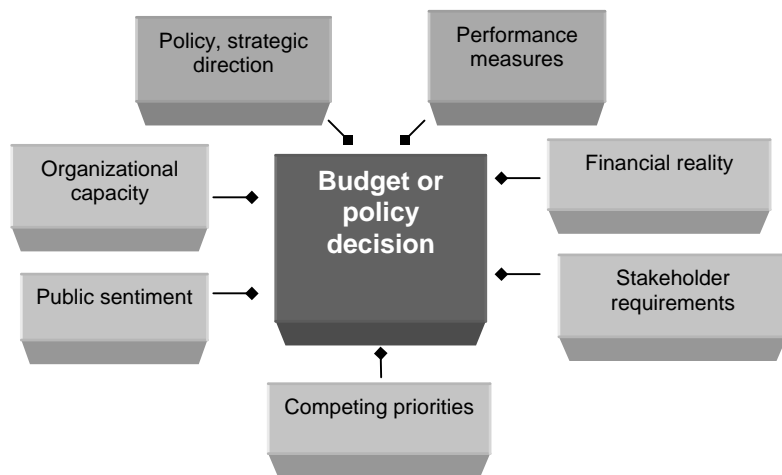 Policy, strategic
direction
Performance
measures
Organizational
capacity
Budget or
policy
decision
Financial reality
Public sentiment
Stakeholder
requirements
Competing priorities